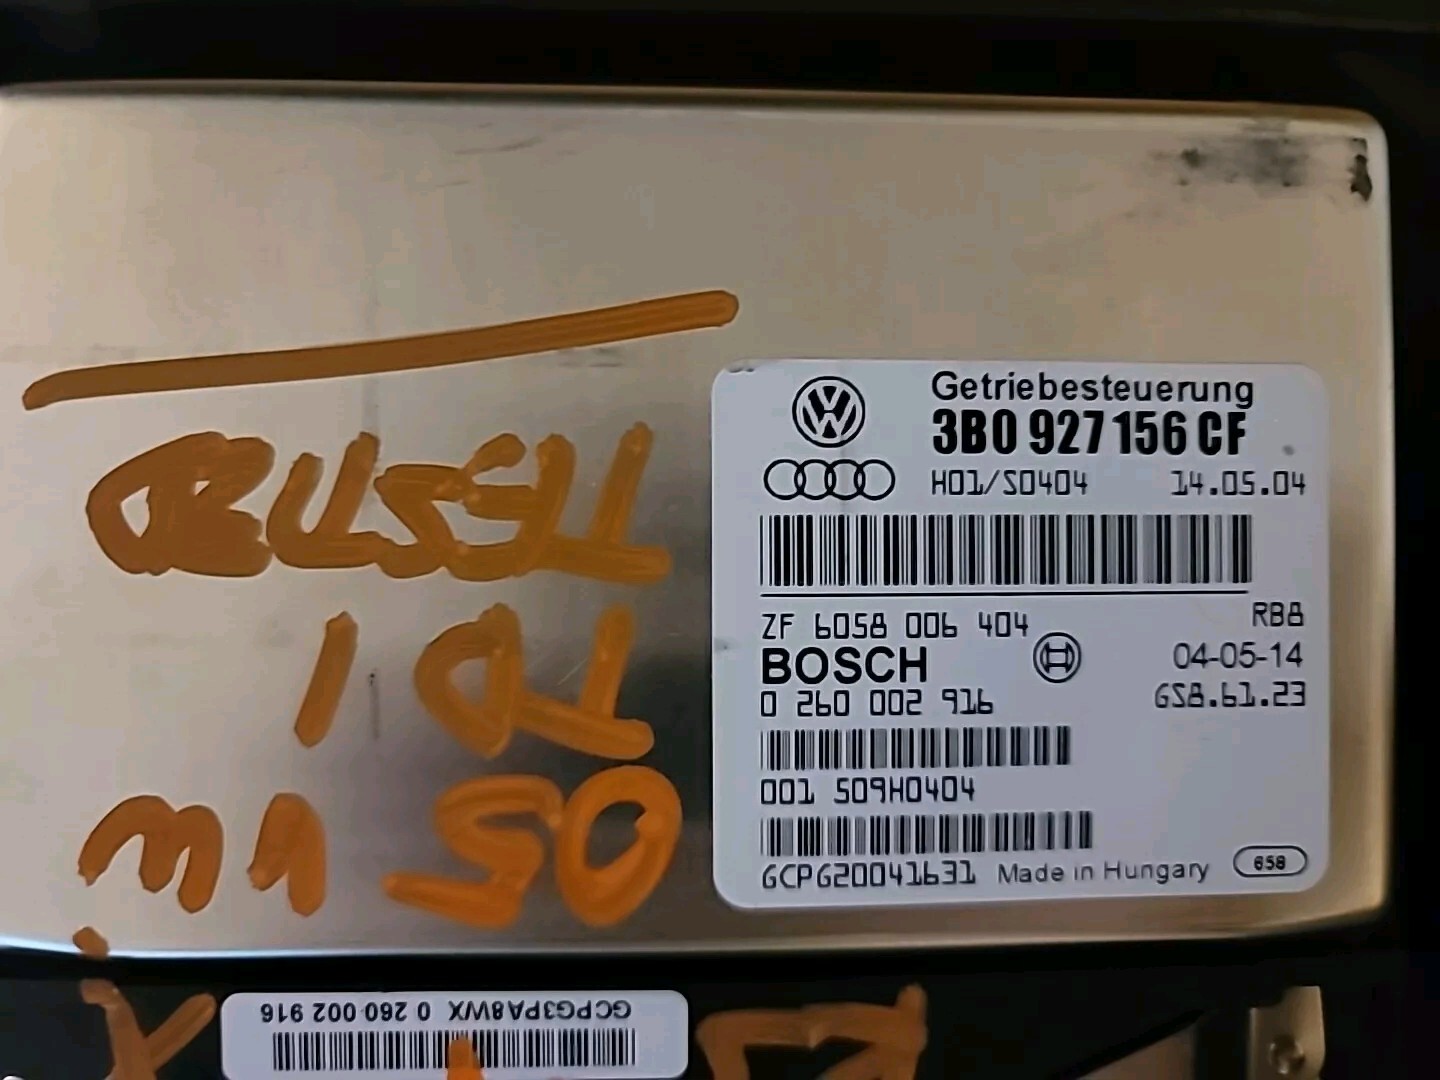 Getriebesteuerung
3B0 927 156 CF
H01/S0404 14.05.04
ZF 6058 006 404 RB8
BOSCH 04-05-14
0 260 002 916 GS8.61.23
001 S09H0404
GCPG20041631 Made in Hungary 658
05
GCPG3PA8WX 0 260 002 916